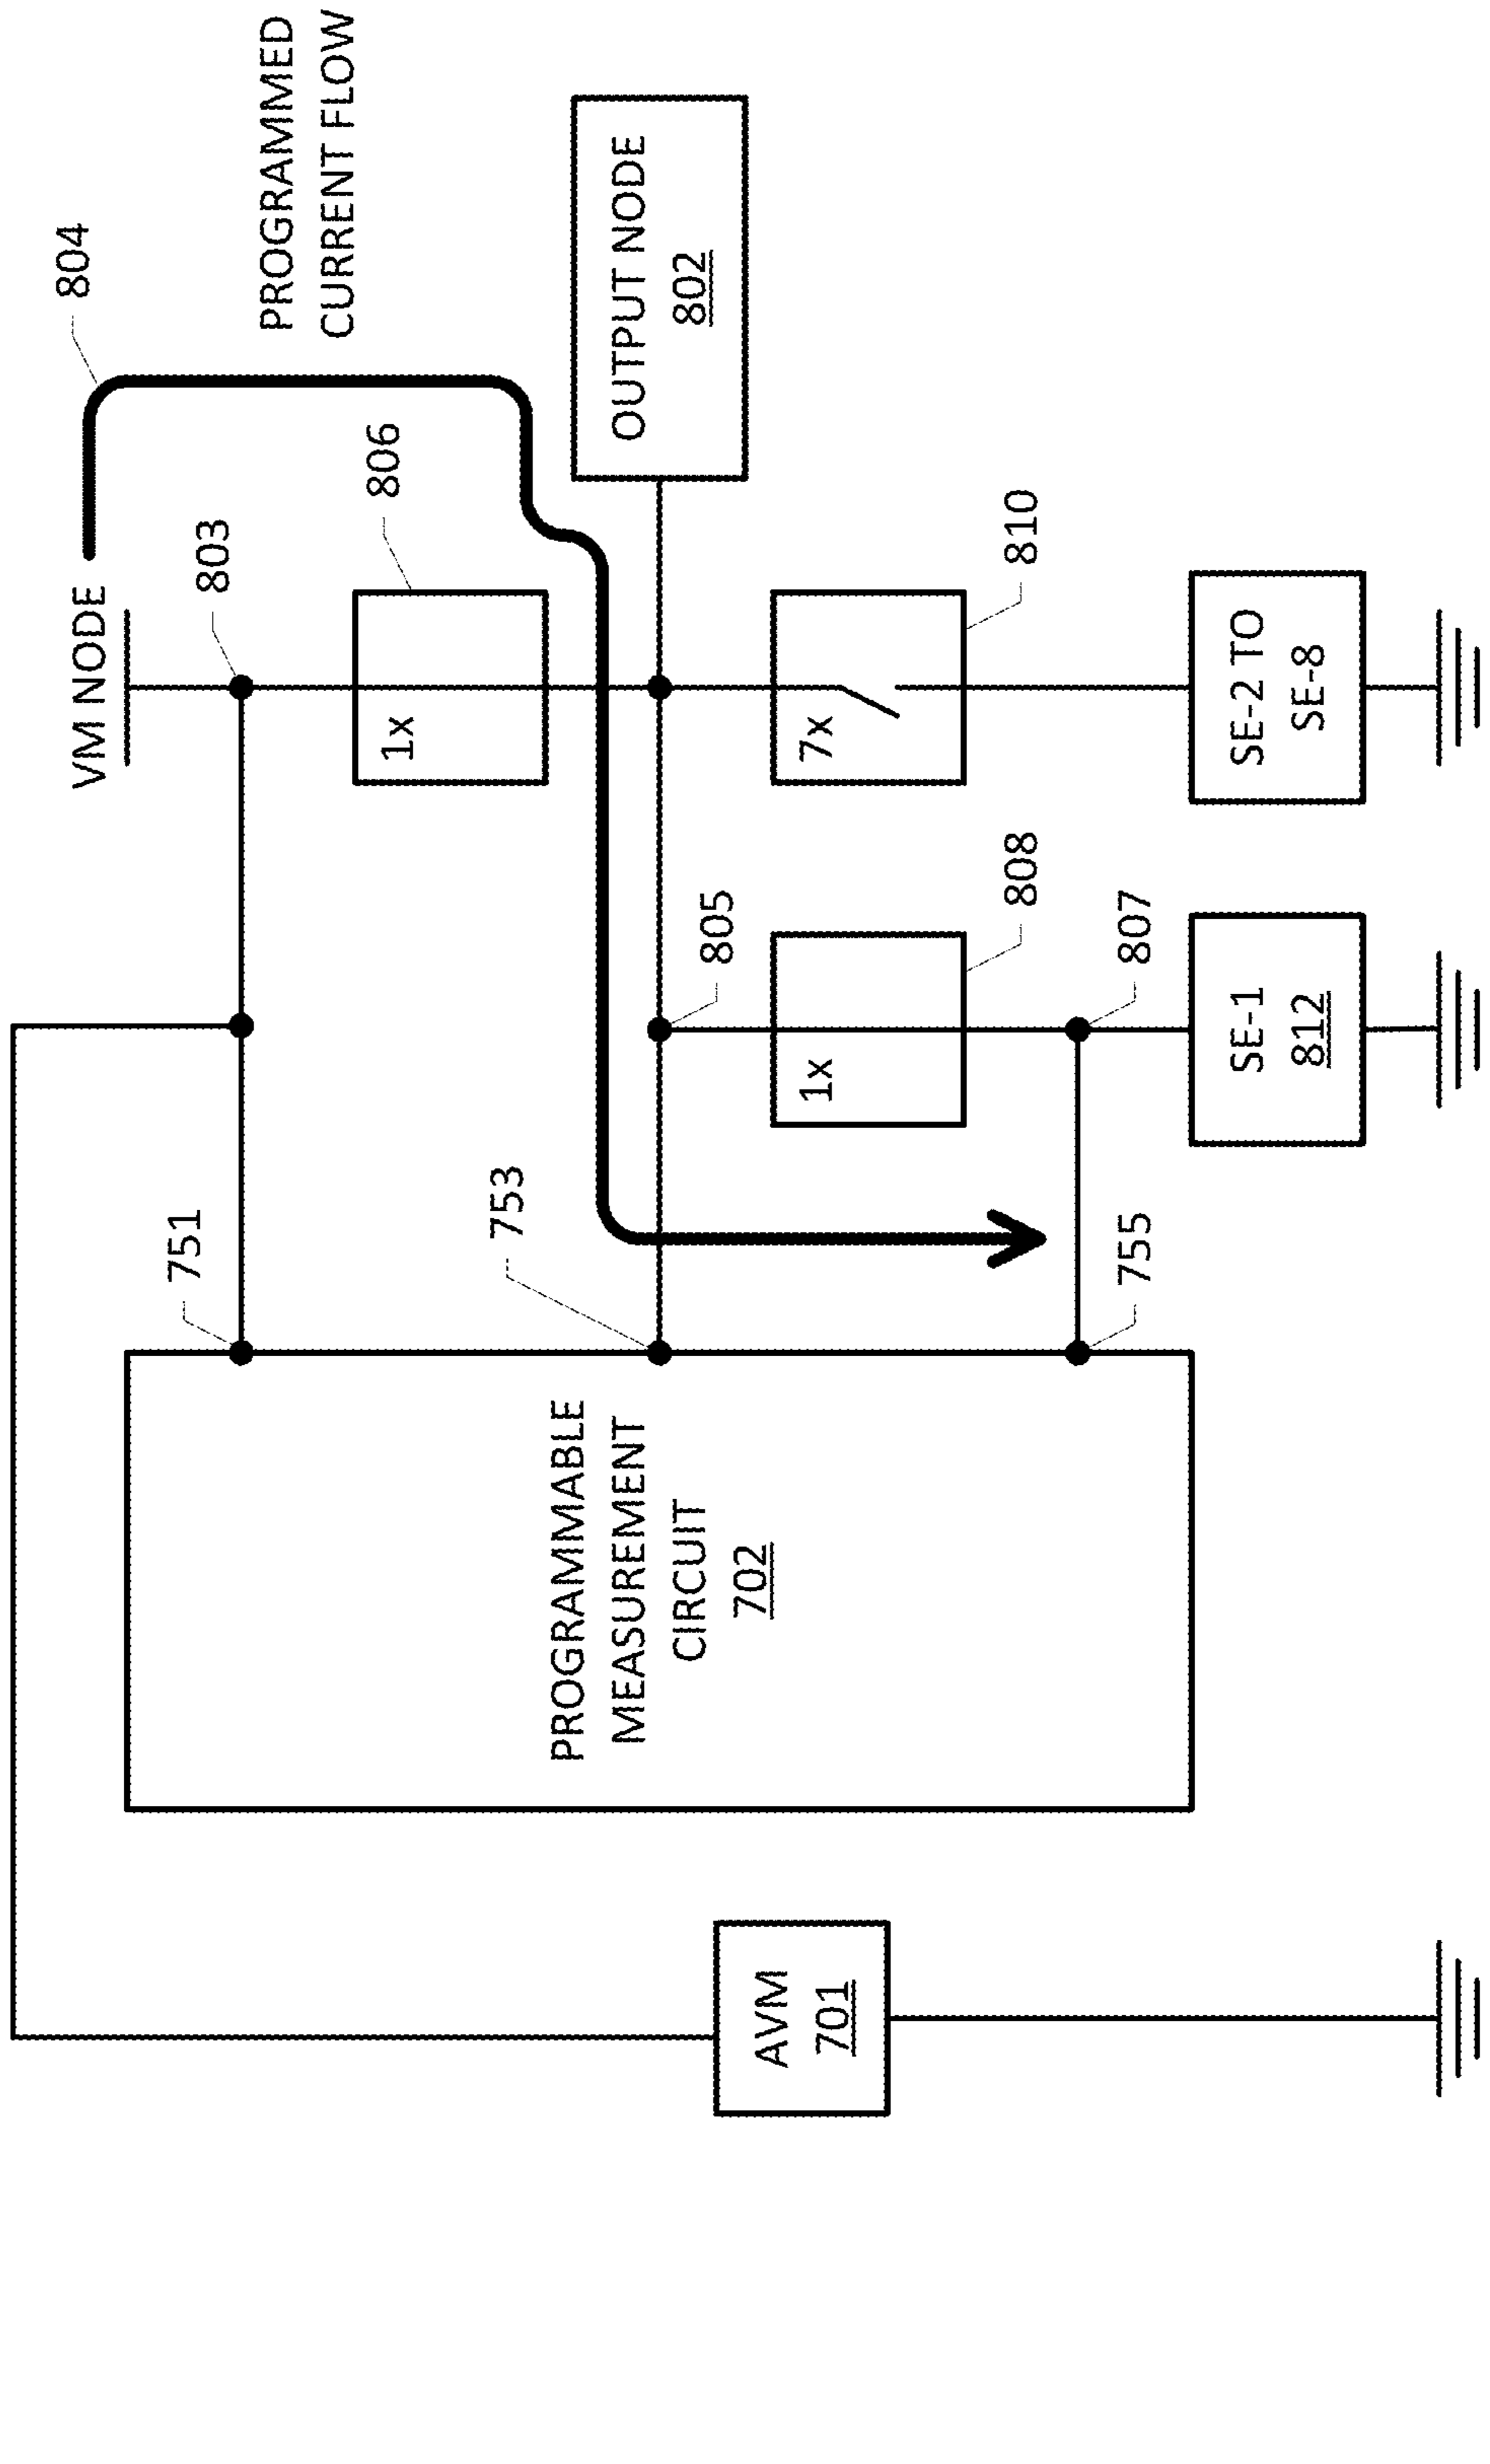 VM NODE
804
PROGRAMMED
CURRENT FLOW
803
751
806
1x
753
OUTPUT NODE
802
805
PROGRAMMABLE
MEASUREMENT
CIRCUIT
702
AVM
701
1x
808
7x
810
807
755
SE-1
812
SE-2 TO
SE-8